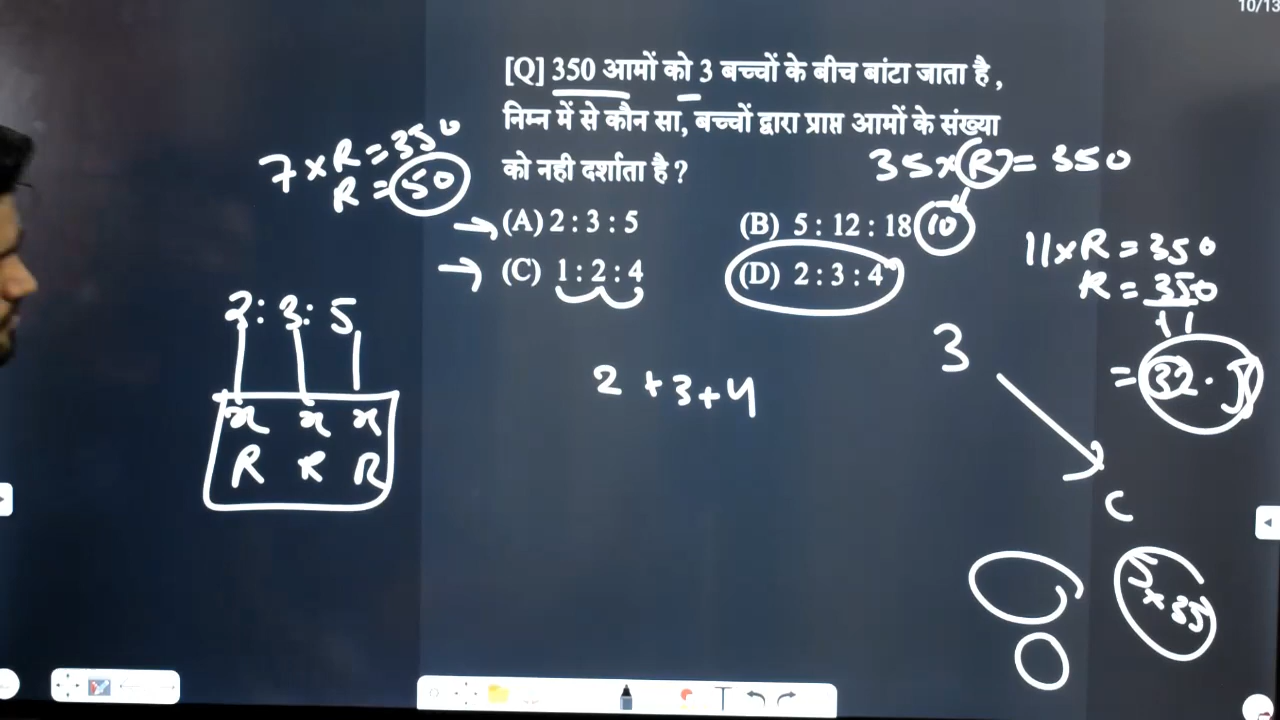 10/13
[Q] 350 आमों को 3 बच्चों के बीच बांटा जाता है ,
निम्न में से कौन सा, बच्चों द्वारा प्राप्त आमों के संख्या
को नही दर्शाता है ?
(A) 2 : 3 : 5
(B) 5 : 12 : 18
(C) 1 : 2 : 4
(D) 2 : 3 : 4
7 × R = 350
R = 50
35 × R = 350
10
11 × R = 350
R = 350
11
= 32 .
2 : 3 : 5
x x x
R R R
2 + 3 + 4
3
C
5 × 35
T